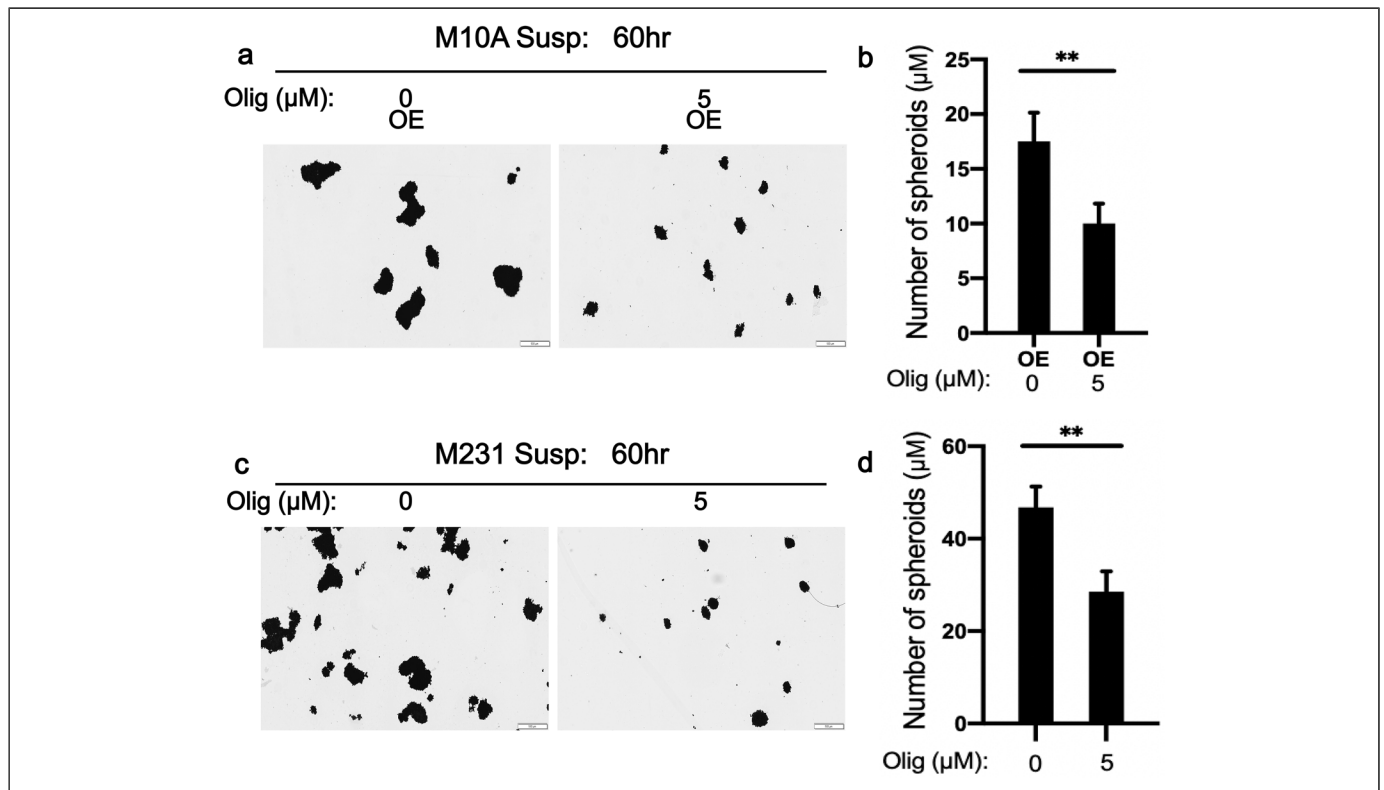 a
M10A Susp: 60hr
Olig (µM):
0
5
OE
OE
b
Number of spheroids (µM)
25
20
15
10
5
0
**
OE
OE
Olig (µM):
0
5
c
M231 Susp: 60hr
Olig (µM):
0
5
d
Number of spheroids (µM)
60
40
20
0
**
Olig (µM):
0
5